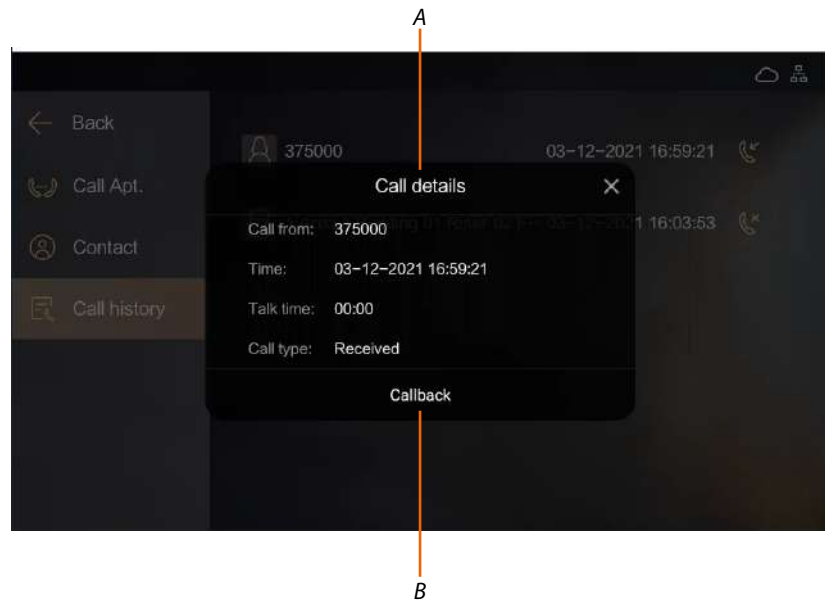 A
Back
375000 03-12-2021 16:59:21
Call Apt.
Call details
1 16:03:53
Call from: 375000
Contact
Time: 03-12-2021 16:59:21
Call history
Talk time: 00:00
Call type: Received
Callback
B